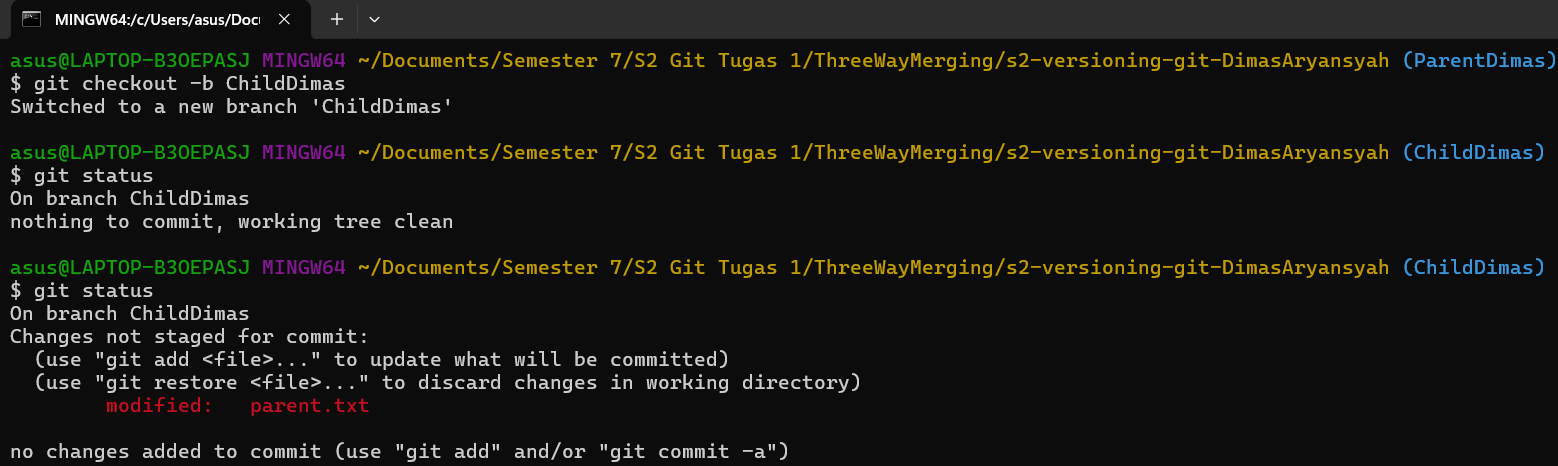 MINGW64:/c/Users/asus/Doc
asus@LAPTOP-B3OEPASJ MINGW64 ~/Documents/Semester 7/S2 Git Tugas 1/ThreeWayMerging/s2-versioning-git-DimasAryansyah (ParentDimas)
$ git checkout -b ChildDimas
Switched to a new branch 'ChildDimas'
asus@LAPTOP-B3OEPASJ MINGW64 ~/Documents/Semester 7/S2 Git Tugas 1/ThreeWayMerging/s2-versioning-git-DimasAryansyah (ChildDimas)
$ git status
On branch ChildDimas
nothing to commit, working tree clean
asus@LAPTOP-B3OEPASJ MINGW64 ~/Documents/Semester 7/S2 Git Tugas 1/ThreeWayMerging/s2-versioning-git-DimasAryansyah (ChildDimas)
$ git status
On branch ChildDimas
Changes not staged for commit:
  (use "git add <file>..." to update what will be committed)
  (use "git restore <file>..." to discard changes in working directory)
        modified:   parent.txt
no changes added to commit (use "git add" and/or "git commit -a")